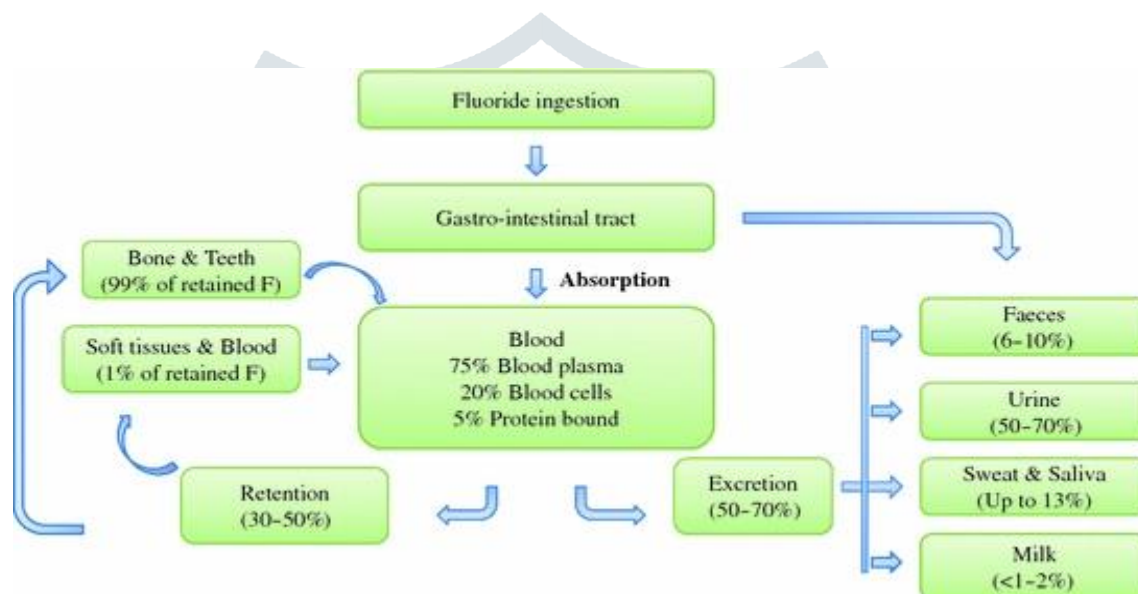 Fluoride ingestion
Gastro-intestinal tract
Absorption
Bone & Teeth
(99% of retained F)
Soft tissues & Blood
(1% of retained F)
Blood
75% Blood plasma
20% Blood cells
5% Protein bound
Retention
(30–50%)
Excretion
(50–70%)
Faeces
(6–10%)
Urine
(50–70%)
Sweat & Saliva
(Up to 13%)
Milk
(<1–2%)